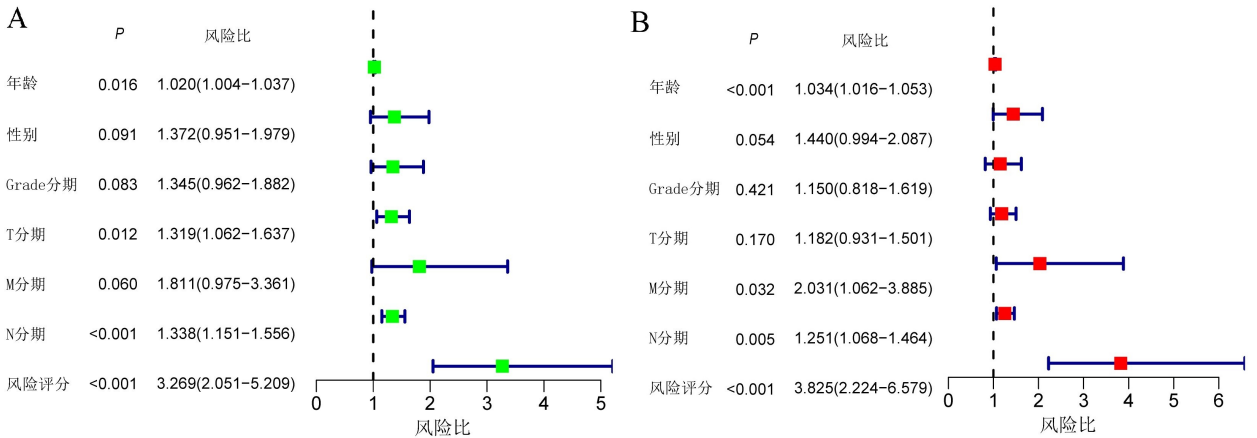 A
P 风险比
年龄 0.016 1.020(1.004−1.037)
性别 0.091 1.372(0.951−1.979)
Grade分期 0.083 1.345(0.962−1.882)
T分期 0.012 1.319(1.062−1.637)
M分期 0.060 1.811(0.975−3.361)
N分期 <0.001 1.338(1.151−1.556)
风险评分 <0.001 3.269(2.051−5.209)
0 1 2 3 4 5
风险比
B
P 风险比
年龄 <0.001 1.034(1.016−1.053)
性别 0.054 1.440(0.994−2.087)
Grade分期 0.421 1.150(0.818−1.619)
T分期 0.170 1.182(0.931−1.501)
M分期 0.032 2.031(1.062−3.885)
N分期 0.005 1.251(1.068−1.464)
风险评分 <0.001 3.825(2.224−6.579)
0 1 2 3 4 5 6
风险比